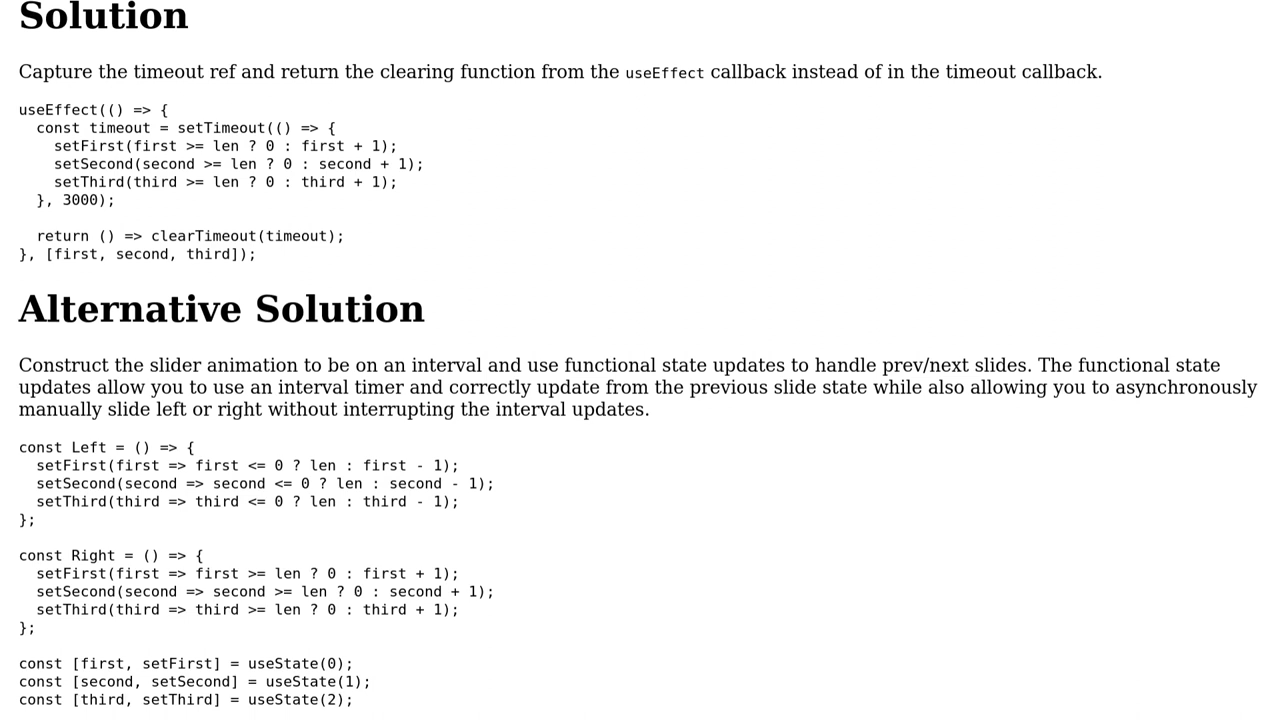 Solution
Capture the timeout ref and return the clearing function from the useEffect callback instead of in the timeout callback.
useEffect(() => {
  const timeout = setTimeout(() => {
    setFirst(first >= len ? 0 : first + 1);
    setSecond(second >= len ? 0 : second + 1);
    setThird(third >= len ? 0 : third + 1);
  }, 3000);

  return () => clearTimeout(timeout);
}, [first, second, third]);
Alternative Solution
Construct the slider animation to be on an interval and use functional state updates to handle prev/next slides. The functional state
updates allow you to use an interval timer and correctly update from the previous slide state while also allowing you to asynchronously
manually slide left or right without interrupting the interval updates.
const Left = () => {
  setFirst(first => first <= 0 ? len : first - 1);
  setSecond(second => second <= 0 ? len : second - 1);
  setThird(third => third <= 0 ? len : third - 1);
};

const Right = () => {
  setFirst(first => first >= len ? 0 : first + 1);
  setSecond(second => second >= len ? 0 : second + 1);
  setThird(third => third >= len ? 0 : third + 1);
};

const [first, setFirst] = useState(0);
const [second, setSecond] = useState(1);
const [third, setThird] = useState(2);